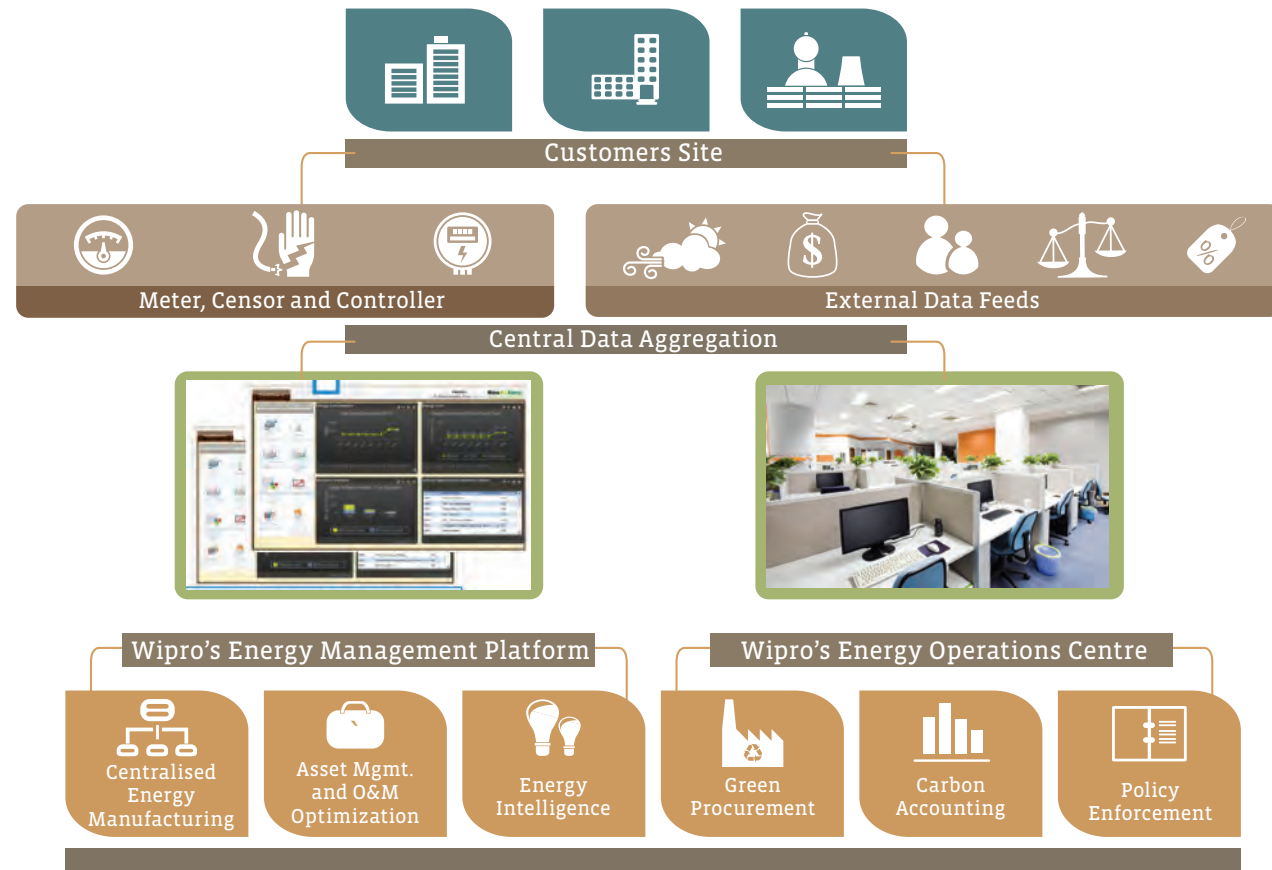 Customers Site
Meter, Censor and Controller
External Data Feeds
Central Data Aggregation
Wipro’s Energy Management Platform
Wipro’s Energy Operations Centre
Centralised
Energy
Manufacturing
Asset Mgmt.
and O&M
Optimization
Energy
Intelligence
Green
Procurement
Carbon
Accounting
Policy
Enforcement